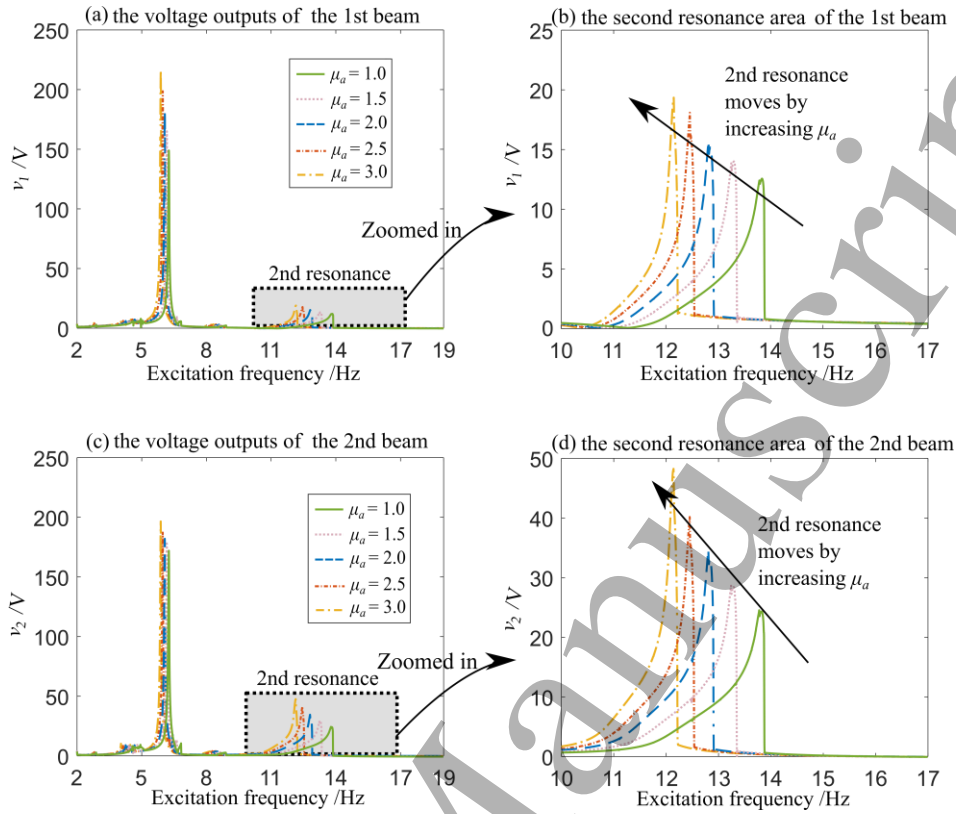 (a) the voltage outputs of the 1st beam
250
200
150
100
50
0
v1 /V
μa = 1.0
μa = 1.5
μa = 2.0
μa = 2.5
μa = 3.0
Zoomed in
2nd resonance
2 5 8 11 14 17 19
Excitation frequency /Hz
(b) the second resonance area of the 1st beam
25
20
15
10
5
0
v1 /V
2nd resonance
moves by
increasing μa
10 11 12 13 14 15 16 17
Excitation frequency /Hz
(c) the voltage outputs of the 2nd beam
250
200
150
100
50
0
v2 /V
μa = 1.0
μa = 1.5
μa = 2.0
μa = 2.5
μa = 3.0
Zoomed in
2nd resonance
2 5 8 11 14 17 19
Excitation frequency /Hz
(d) the second resonance area of the 2nd beam
50
40
30
20
10
0
v2 /V
2nd resonance
moves by
increasing μa
10 11 12 13 14 15 16 17
Excitation frequency /Hz
Manuscrip